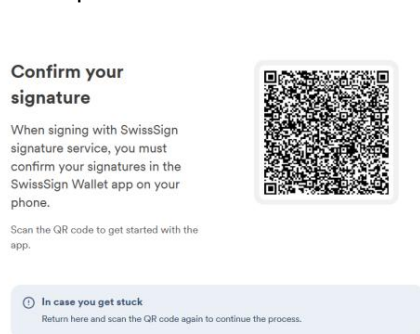 Confirm your
signature
When signing with SwissSign
signature service, you must
confirm your signatures in the
SwissSign Wallet app on your
phone.
Scan the QR code to get started with the
app.
In case you get stuck
Return here and scan the QR code again to continue the process.